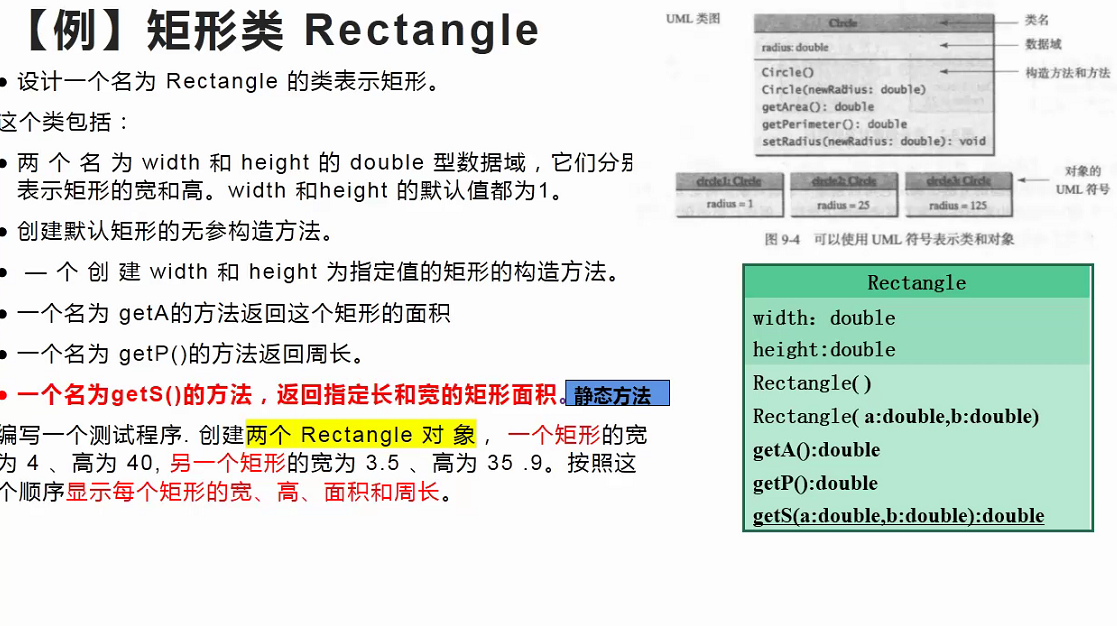 【例】矩形类 Rectangle
● 设计一个名为 Rectangle 的类表示矩形。
这个类包括：
● 两 个 名 为 width 和 height 的 double 型数据域，它们分别
表示矩形的宽和高。width 和height 的默认值都为1。
● 创建默认矩形的无参构造方法。
● 一 个 创 建 width 和 height 为指定值的矩形的构造方法。
● 一个名为 getA的方法返回这个矩形的面积
● 一个名为 getP()的方法返回周长。
● 一个名为getS()的方法，返回指定长和宽的矩形面积。
静态方法
编写一个测试程序. 创建两个 Rectangle 对 象 ， 一个矩形的宽
为 4 、高为 40, 另一个矩形的宽为 3.5 、高为 35 .9。按照这
个顺序显示每个矩形的宽、高、面积和周长。
UML 类图
Circle
类名
radius: double
数据域
Circle()
构造方法和方法
Circle(newRadius: double)
getArea(): double
getPerimeter(): double
setRadius(newRadius: double): void
circle1: Circle
circle2: Circle
circle3: Circle
radius = 1
radius = 25
radius = 125
对象的
UML 符号
图 9-4 可以使用 UML 符号表示类和对象
Rectangle
width: double
height:double
Rectangle()
Rectangle( a:double,b:double)
getA():double
getP():double
getS(a:double,b:double):double